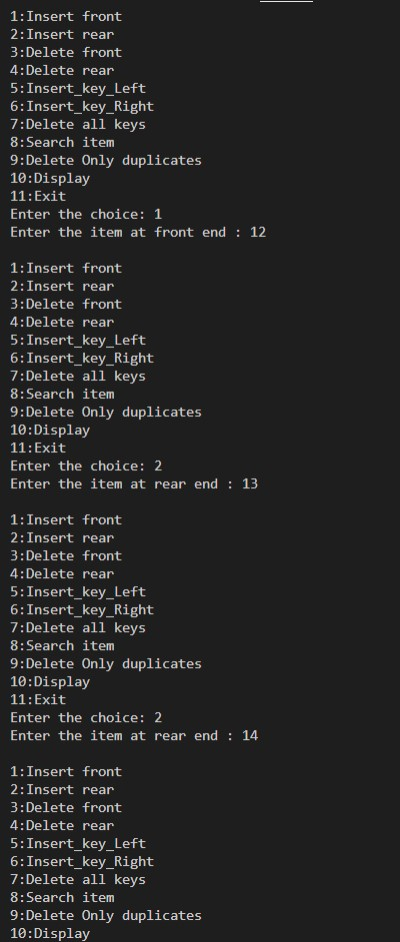 1:Insert front
2:Insert rear
3:Delete front
4:Delete rear
5:Insert_key_Left
6:Insert_key_Right
7:Delete all keys
8:Search item
9:Delete Only duplicates
10:Display
11:Exit
Enter the choice: 1
Enter the item at front end : 12
1:Insert front
2:Insert rear
3:Delete front
4:Delete rear
5:Insert_key_Left
6:Insert_key_Right
7:Delete all keys
8:Search item
9:Delete Only duplicates
10:Display
11:Exit
Enter the choice: 2
Enter the item at rear end : 13
1:Insert front
2:Insert rear
3:Delete front
4:Delete rear
5:Insert_key_Left
6:Insert_key_Right
7:Delete all keys
8:Search item
9:Delete Only duplicates
10:Display
11:Exit
Enter the choice: 2
Enter the item at rear end : 14
1:Insert front
2:Insert rear
3:Delete front
4:Delete rear
5:Insert_key_Left
6:Insert_key_Right
7:Delete all keys
8:Search item
9:Delete Only duplicates
10:Display